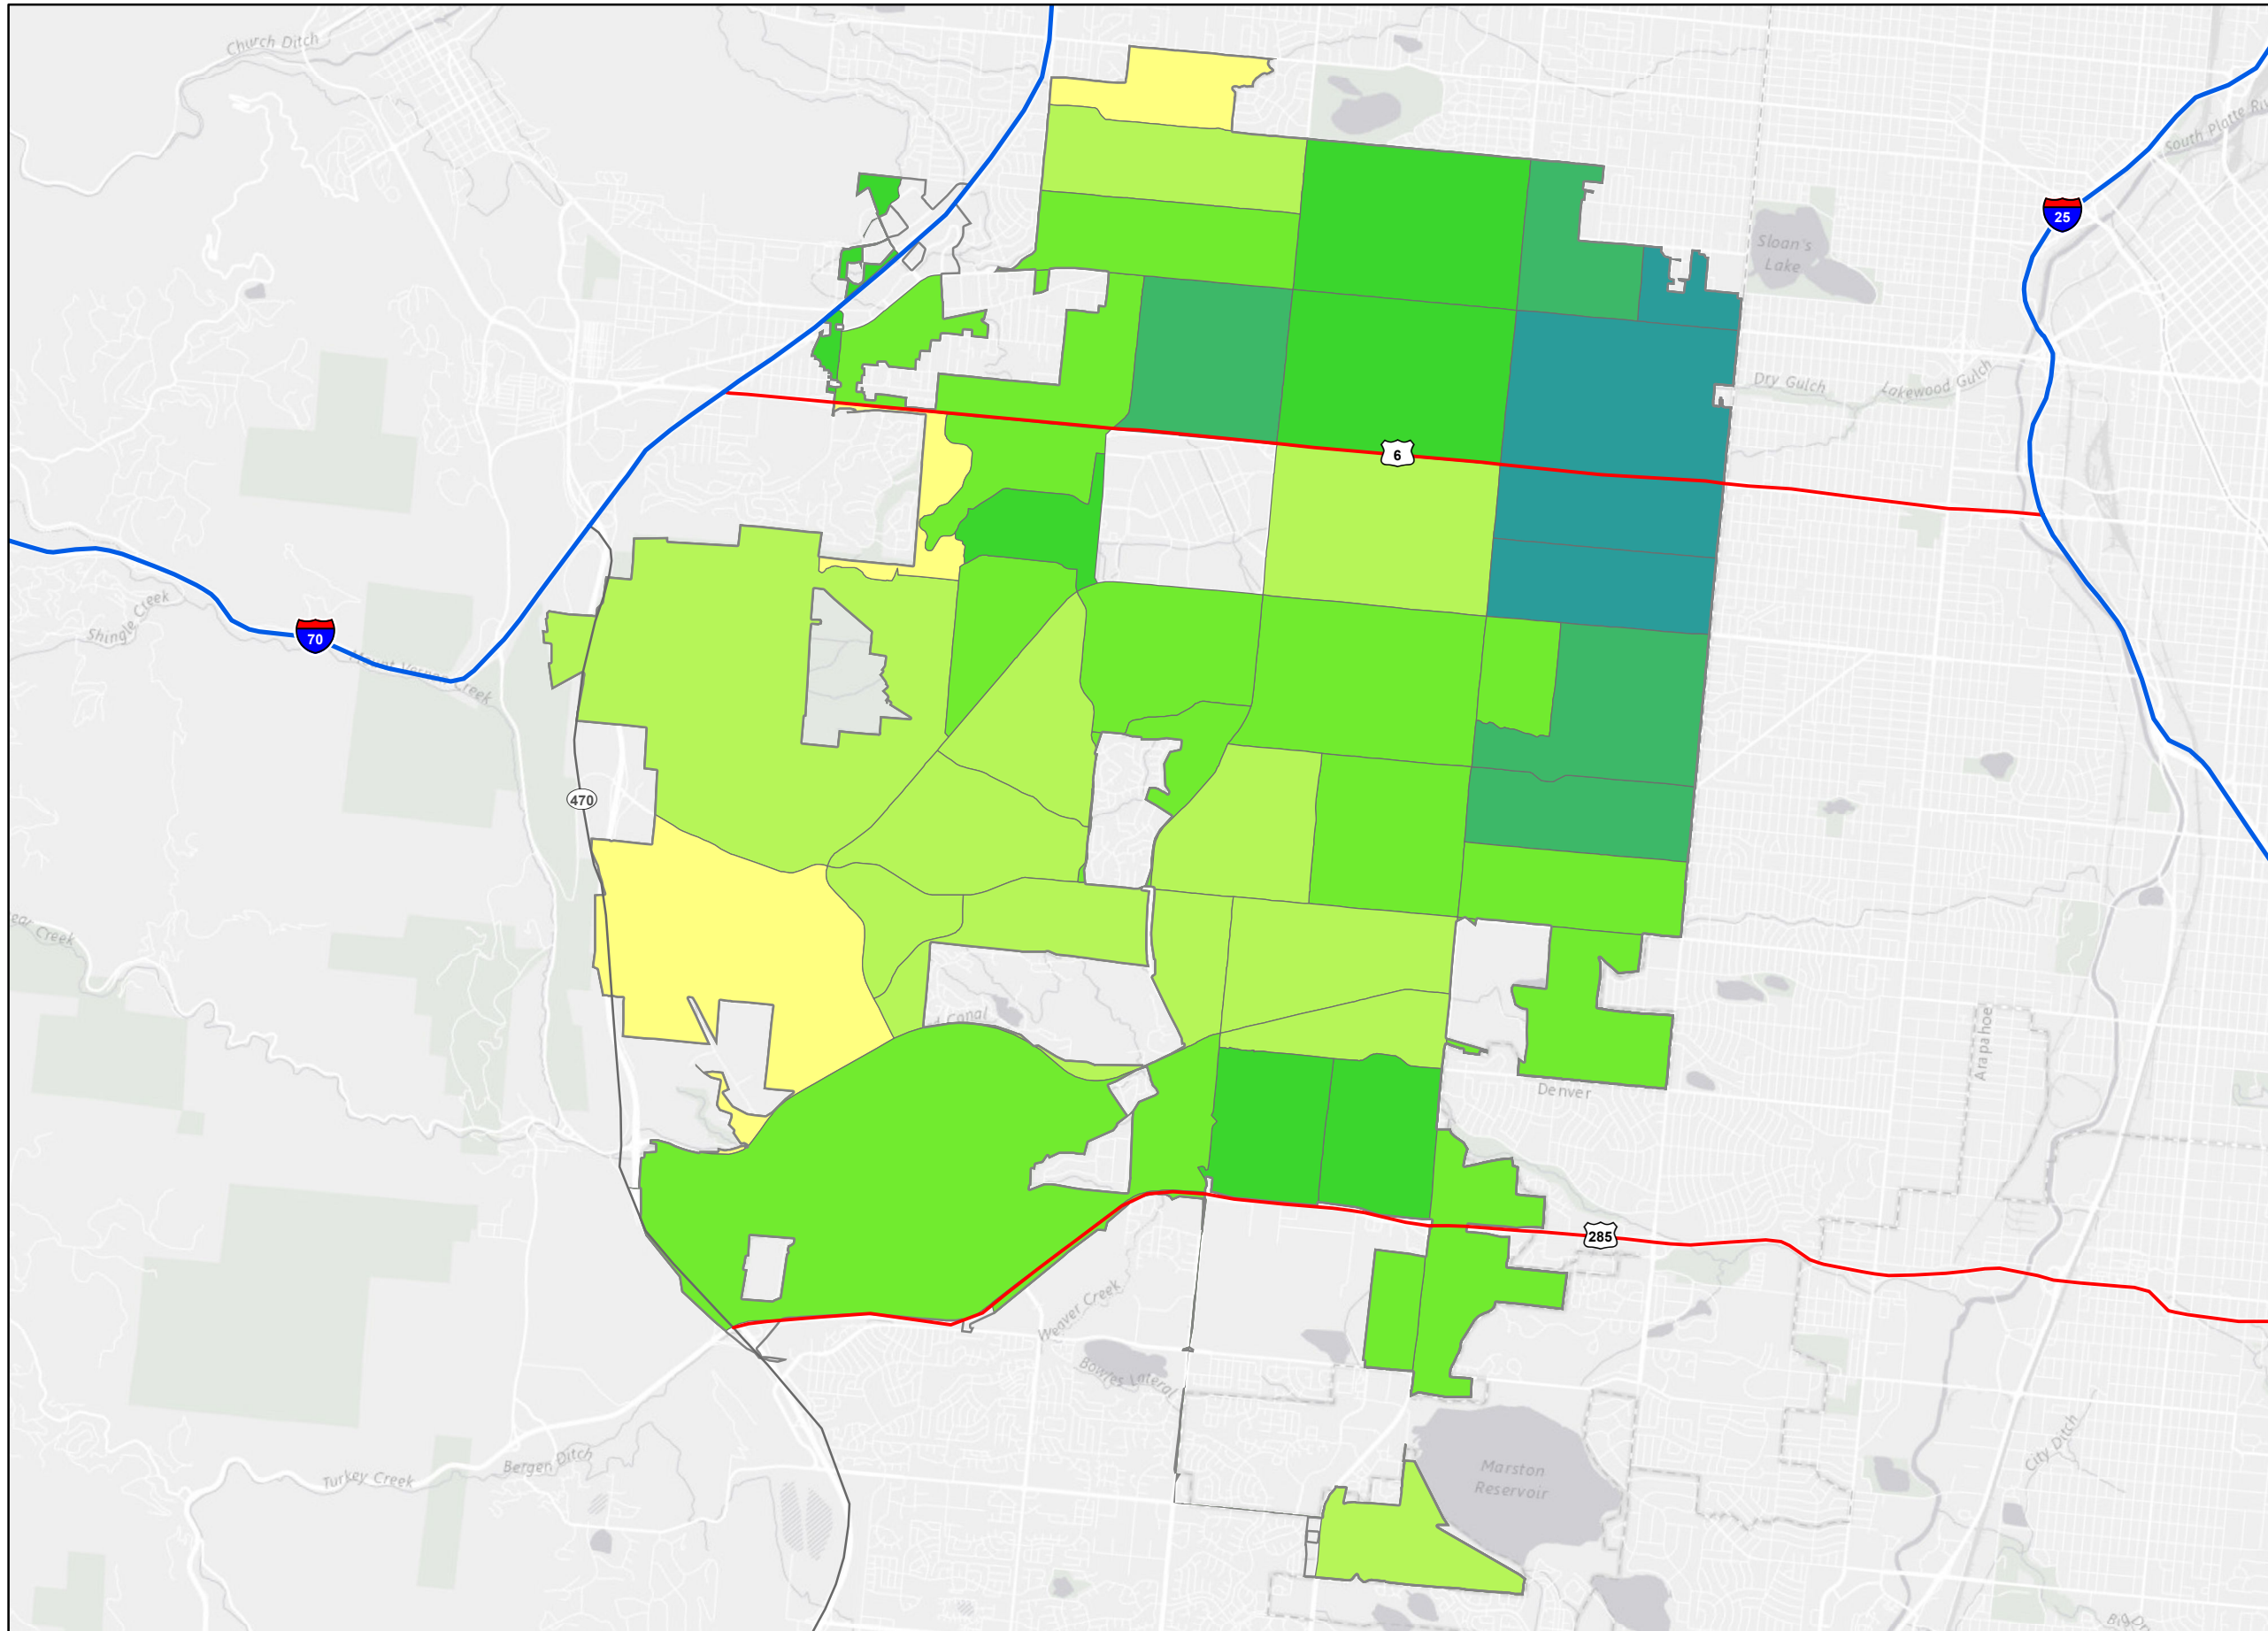 Church Ditch
South Platte Ri
25
Sloan's
Lake
Dry Gulch
Lakewood Gulch
6
Shingle Creek
70
Mount Vernon Creek
470
ear Creek
d Canal
Arapahoe
Denver
285
Weaver Creek
Bowles Lateral
Bergen Ditch
Turkey Creek
City Ditch
Marston
Reservoir